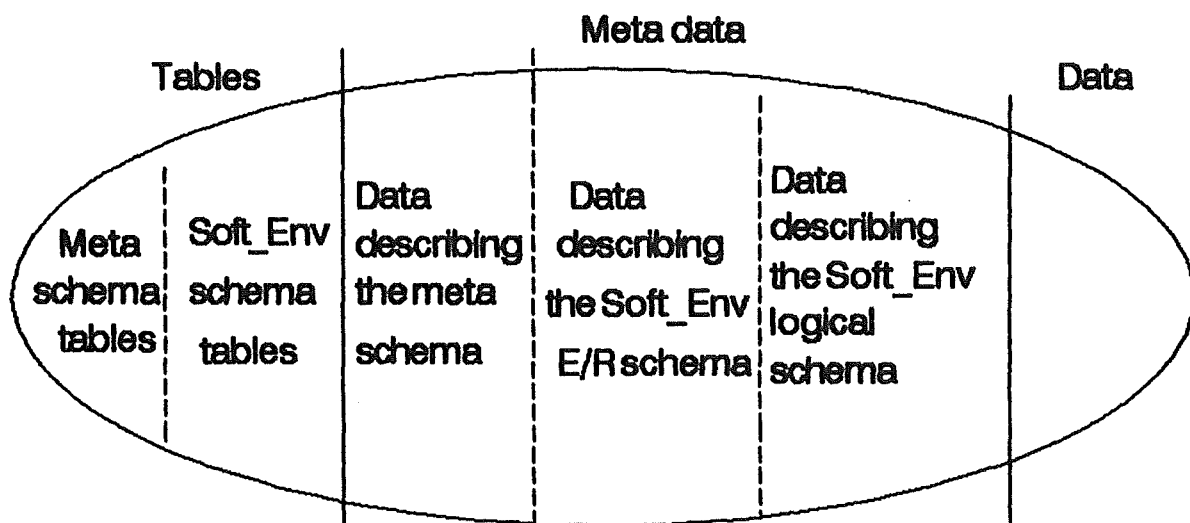 Meta data
Tables
Data
Meta
schema
tables
Soft_Env
schema
tables
Data
describing
the meta
schema
Data
describing
the Soft_Env
E/R schema
Data
describing
the Soft_Env
logical
schema